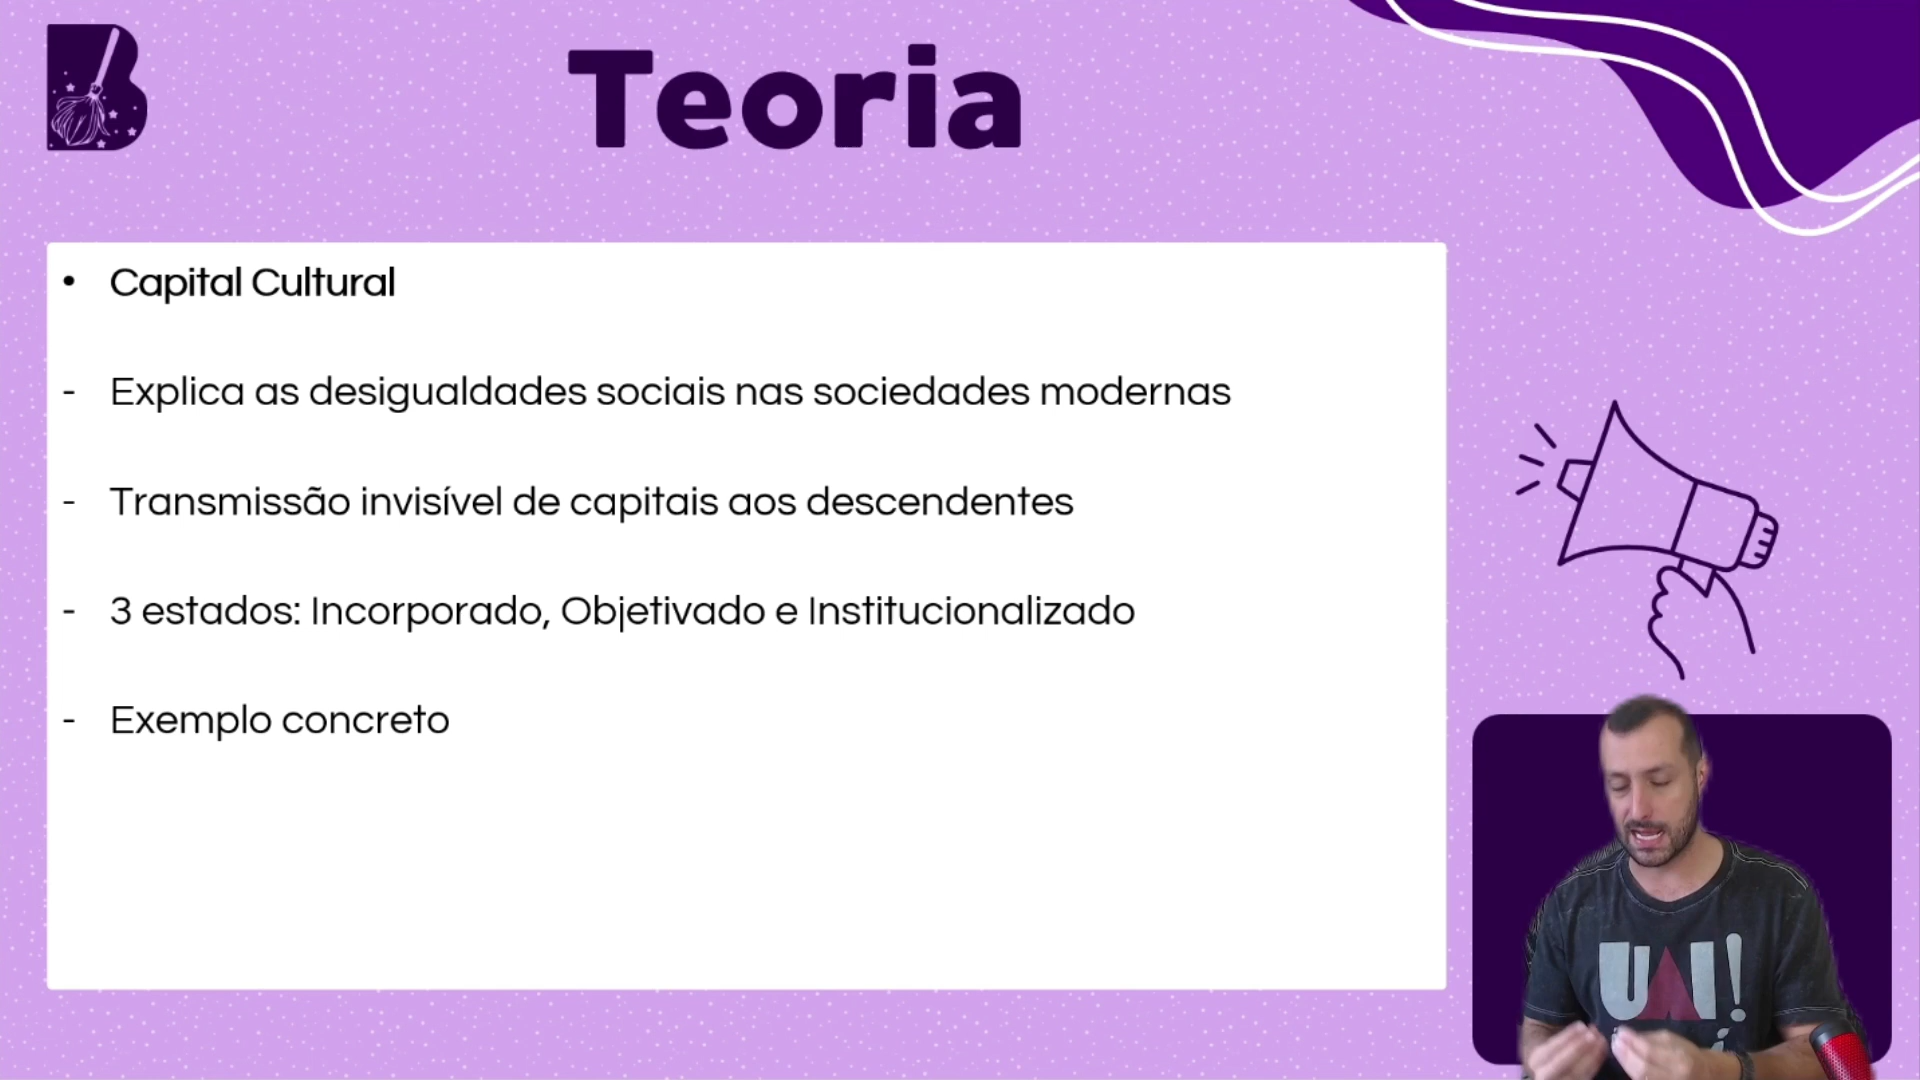 B
Teoria
• Capital Cultural
- Explica as desigualdades sociais nas sociedades modernas
- Transmissão invisível de capitais aos descendentes
- 3 estados: Incorporado, Objetivado e Institucionalizado
- Exemplo concreto
UAI!